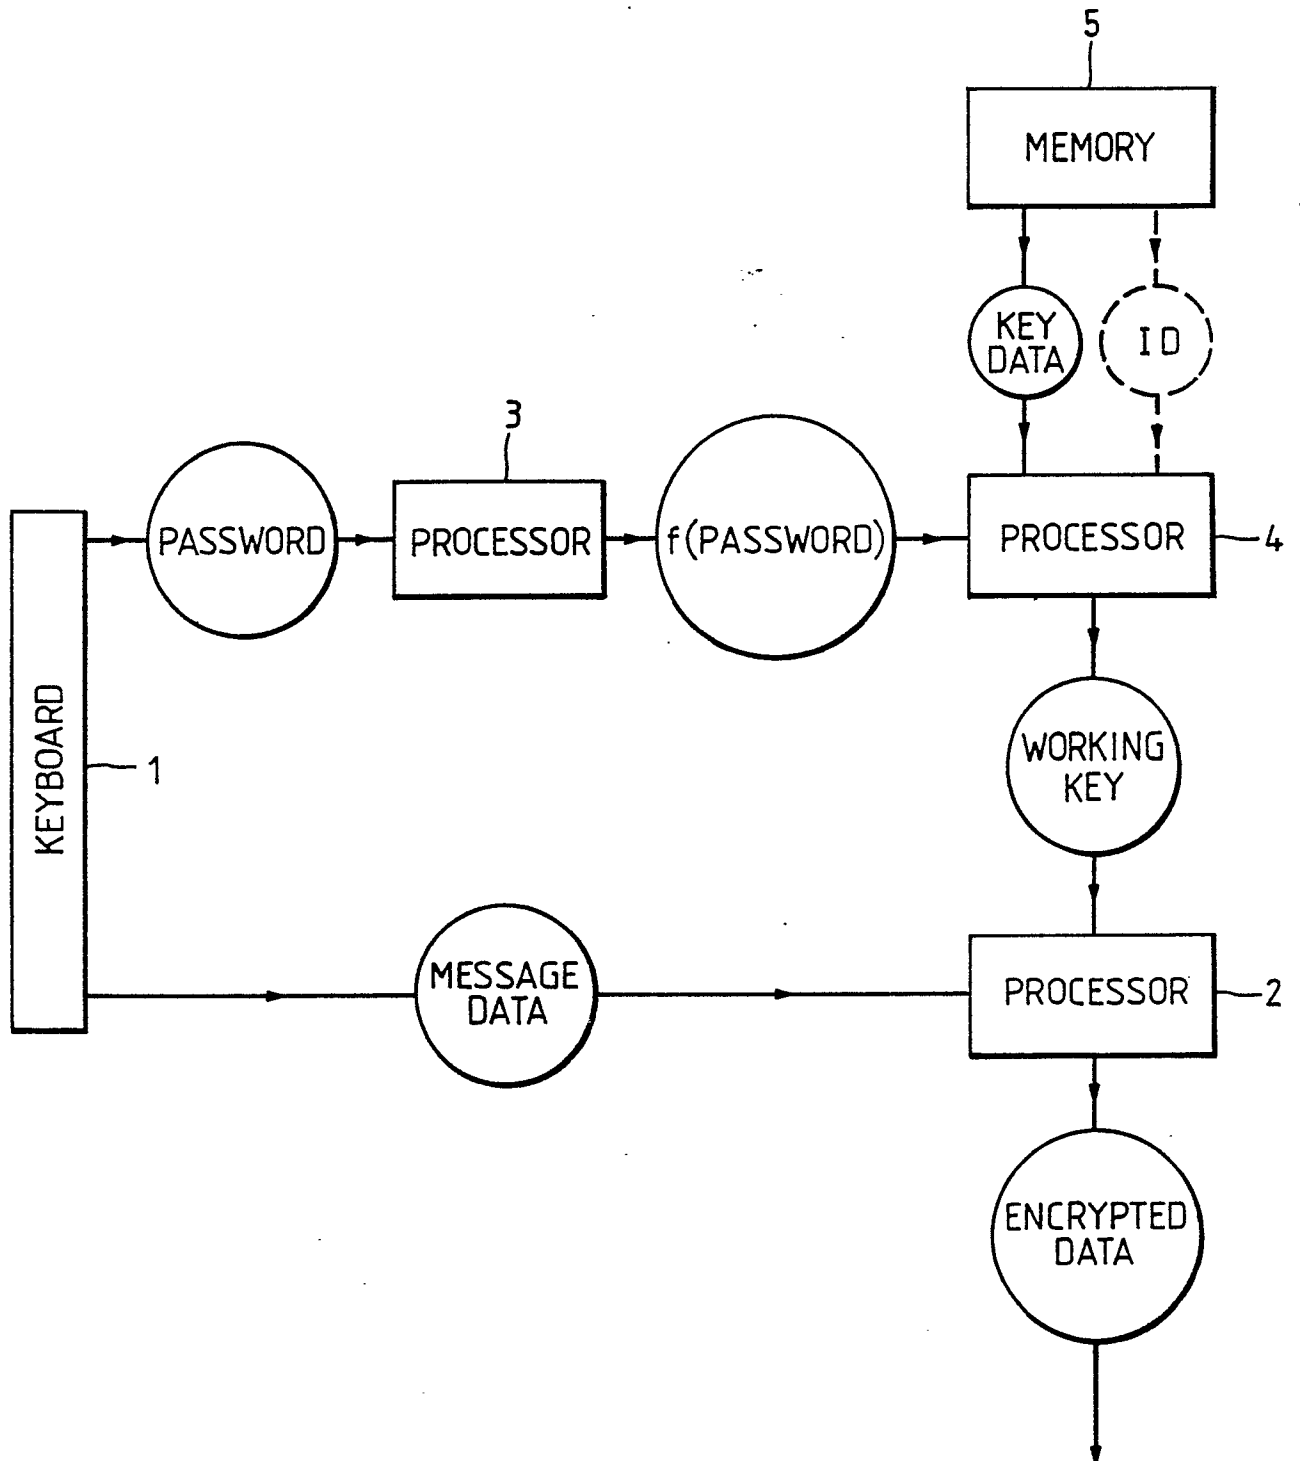 5
MEMORY
KEY
DATA
ID
3
PASSWORD
PROCESSOR
f(PASSWORD)
PROCESSOR
4
KEYBOARD
1
WORKING
KEY
MESSAGE
DATA
PROCESSOR
2
ENCRYPTED
DATA